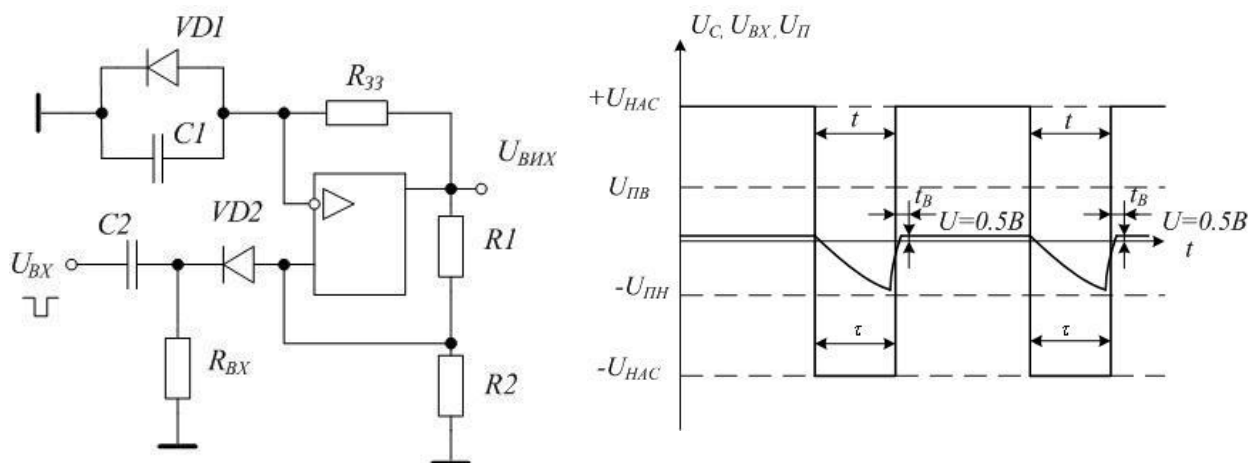 VD1
R33
C1
UВИХ
VD2
C2
R1
UВХ
RВХ
R2
UС, UВХ, UП
+UНАС
t
t
UПВ
tВ
tВ
U=0.5В
U=0.5В
t
-UПН
τ
τ
-UНАС